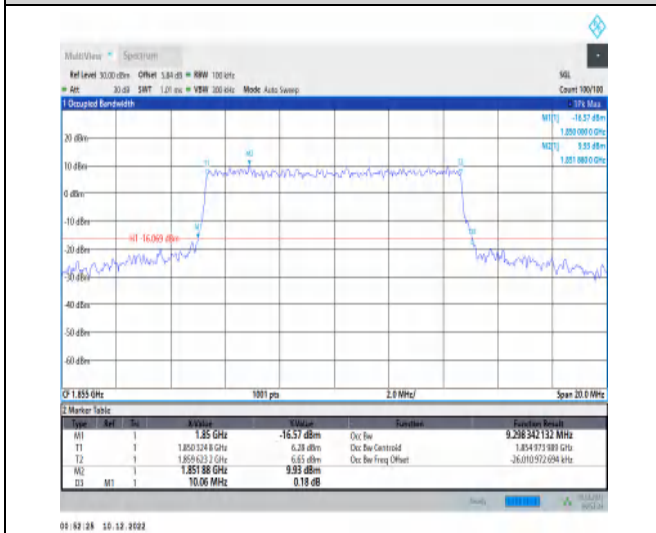 MultiView Spectrum
Ref Level 30.00 dBm Offset 5.84 dB RBW 100 kHz SGL
Att 30 dB SWT 1.01 ms VBW 300 kHz Mode Auto Sweep Count 100/100
1 Occupied Bandwidth 1Pk Max
M1[1] -16.57 dBm
1.850 000 0 GHz
M2[1] 9.93 dBm
1.851 880 0 GHz
20 dBm
M2
T1 T2
10 dBm
0 dBm
-10 dBm
M1
H1 -16.069 dBm
-20 dBm
-30 dBm
-40 dBm
-50 dBm
-60 dBm
CF 1.855 GHz 1001 pts 2.0 MHz/ Span 20.0 MHz
2 Marker Table
Type Ref Trc X-Value Y-Value Function Function Result
M1 1 1.85 GHz -16.57 dBm Occ Bw 9.298 342 132 MHz
T1 1 1.850 324 8 GHz 6.28 dBm Occ Bw Centroid 1.854 973 989 GHz
T2 1 1.859 623 2 GHz 6.65 dBm Occ Bw Freq Offset -26.010 972 694 kHz
M2 1 1.851 88 GHz 9.93 dBm
D3 M1 1 10.06 MHz 0.18 dB
Ready
00:52:25 10.12.2022